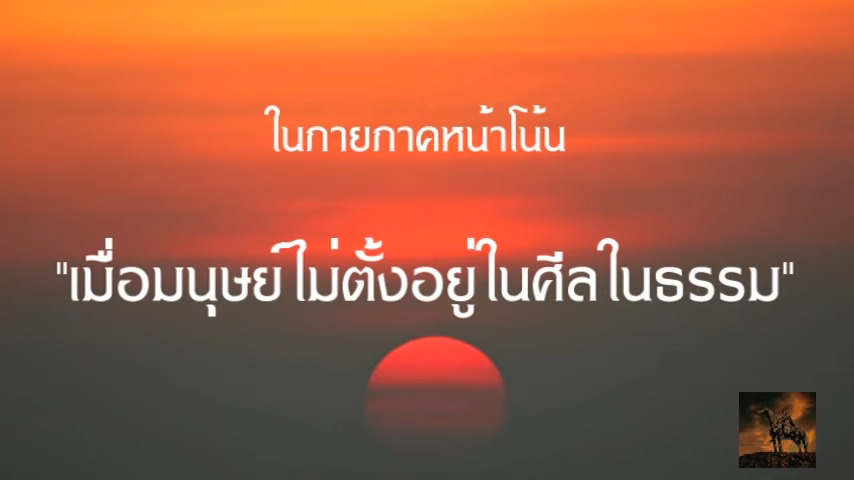 ในกายภาคหน้าโน้น
"เมื่อมนุษย์ไม่ตั้งอยู่ในศีลในธรรม"